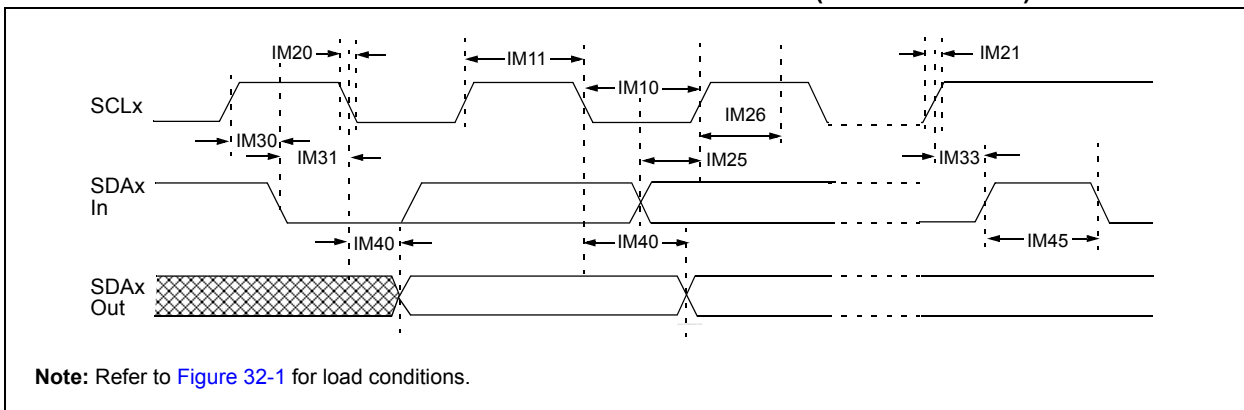 IM20
IM11
IM21
IM10
SCLx
IM26
IM30
IM31
IM25
IM33
SDAx
In
IM40
IM40
IM45
SDAx
Out
Note: Refer to Figure 32-1 for load conditions.